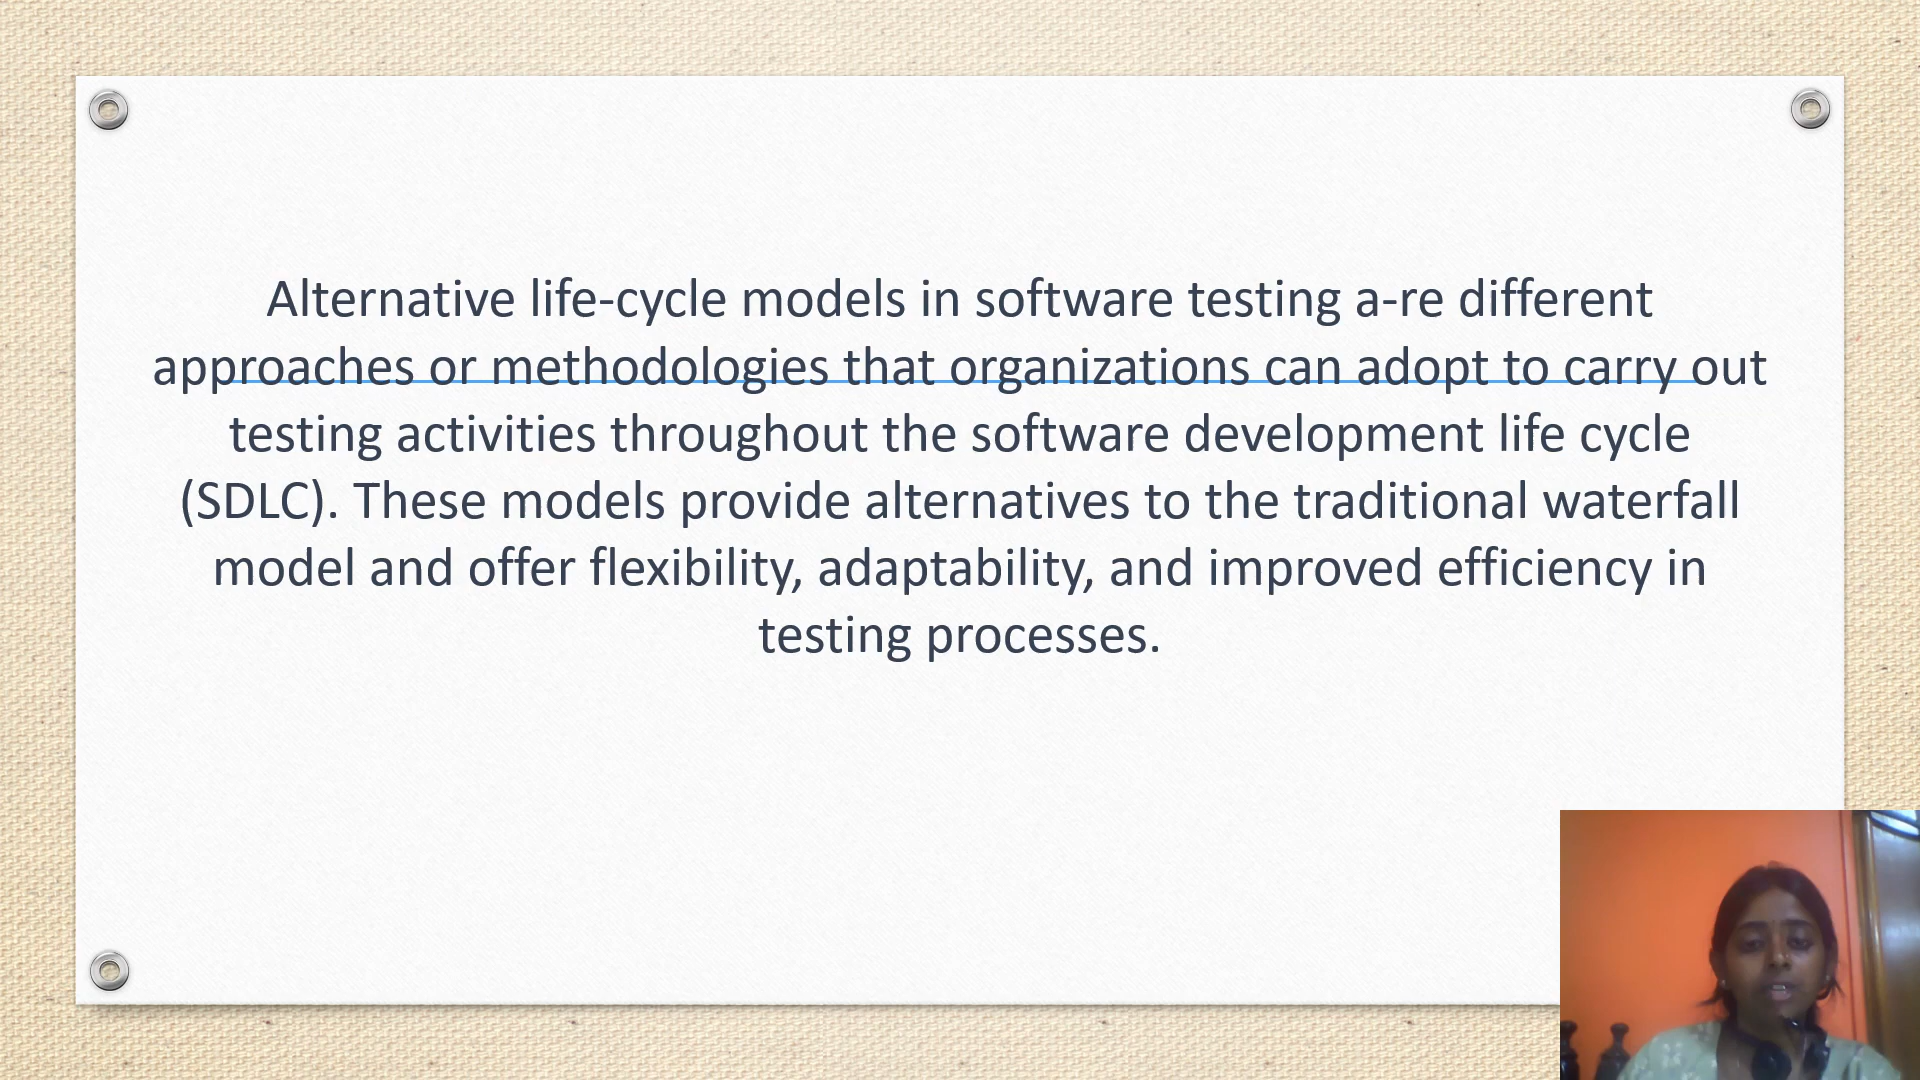 Alternative life-cycle models in software testing a-re different
approaches or methodologies that organizations can adopt to carry out
testing activities throughout the software development life cycle
(SDLC). These models provide alternatives to the traditional waterfall
model and offer flexibility, adaptability, and improved efficiency in
testing processes.